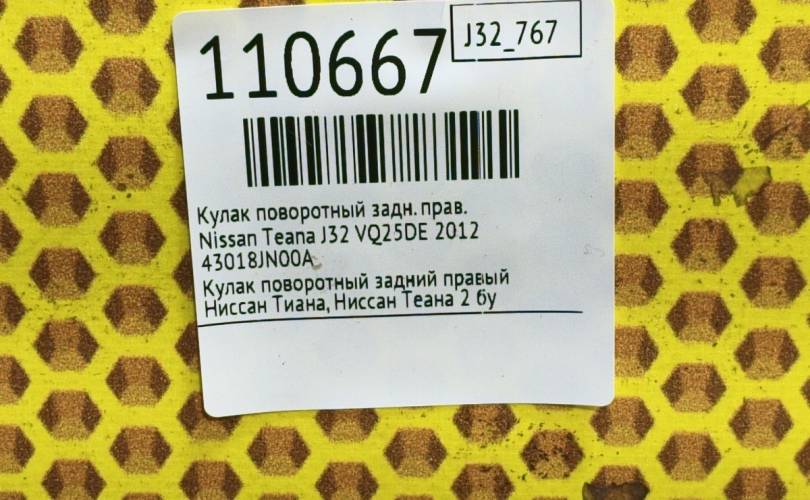 110667
J32_767
Кулак поворотный задн. прав.
Nissan Teana J32 VQ25DE 2012
43018JN00A
Кулак поворотный задний правый
Ниссан Тиана, Ниссан Теана 2 бу